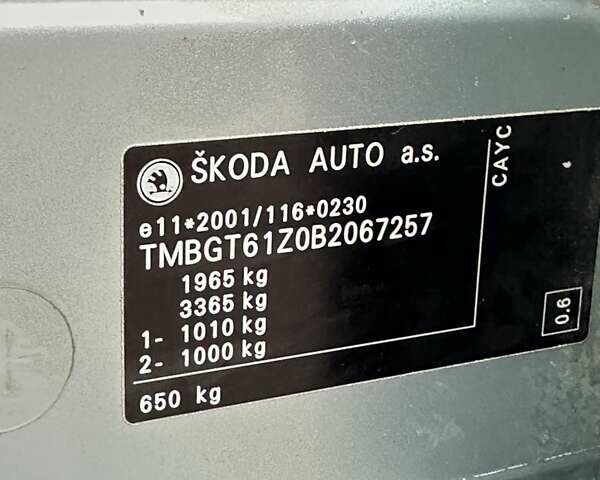 ŠKODA AUTO a.s.
e11*2001/116*0230
TMBGT61Z0B2067257
1965 kg
3365 kg
1- 1010 kg
2- 1000 kg
650 kg
CAYC
0.6